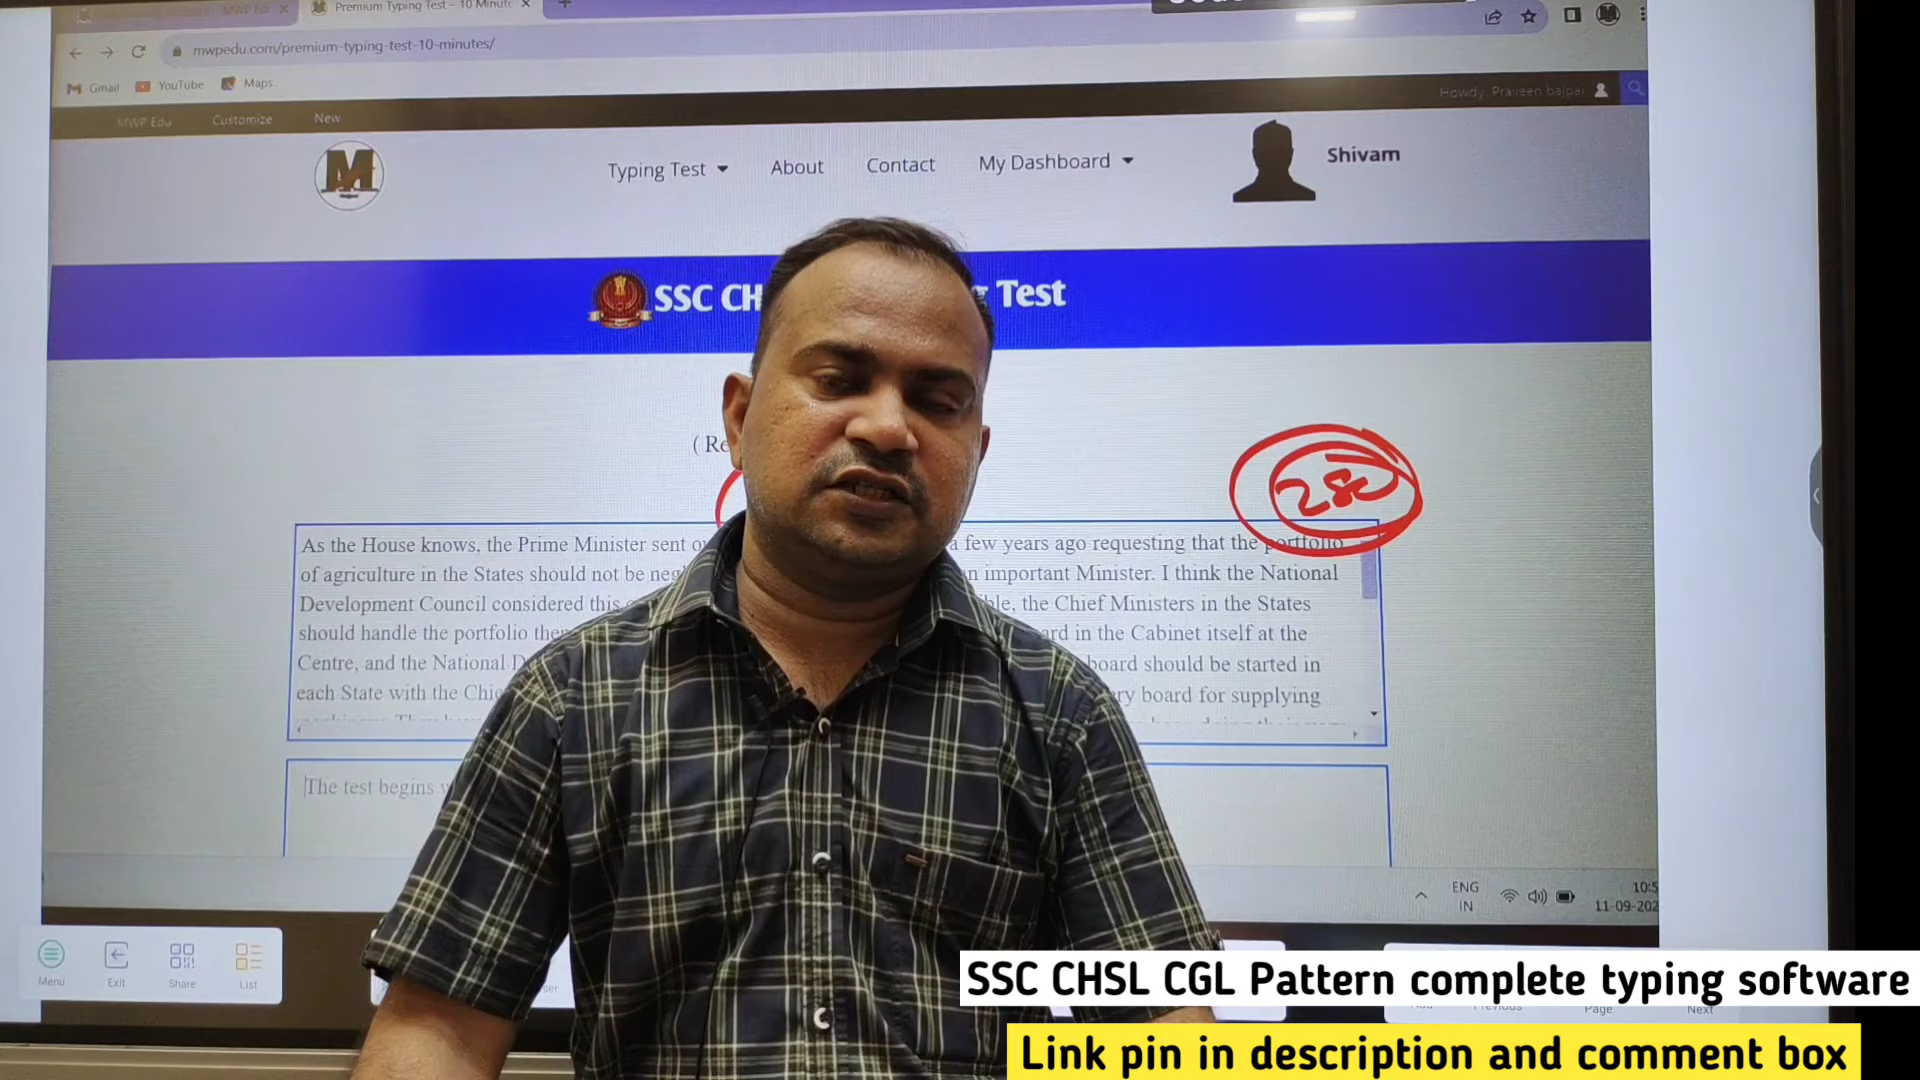 Premium Typing Test – 10 Minut
mwpedu.com/premium-typing-test-10-minutes/
Gmail YouTube Maps
Howdy, Praveen bajpai
MWP Edu Customize New
Typing Test About Contact My Dashboard Shivam
SSC CH Test
( Re
As the House knows, the Prime Minister sent a few years ago requesting that the portfolio
of agriculture in the States should not be neg n important Minister. I think the National
Development Council considered this ble, the Chief Ministers in the States
should handle the portfolio ard in the Cabinet itself at the
Centre, and the National D board should be started in
each State with the Chie ry board for supplying
The test begins
ENG
IN
10:5
11-09-202
Menu Exit Share List
SSC CHSL CGL Pattern complete typing software
Previous Page Next
Link pin in description and comment box